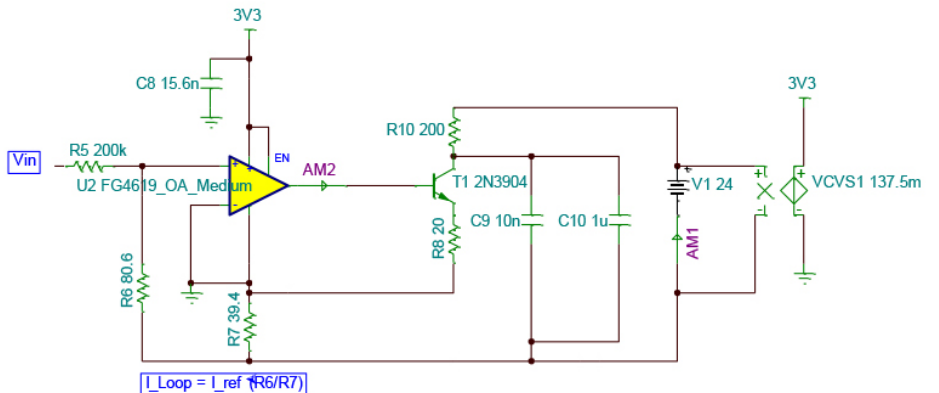 3V3
C8 15.6n
3V3
R10 200
Vin
R5 200k
EN
AM2
U2 FG4619_OA_Medium
T1 2N3904
V1 24
VCVS1 137.5m
+
-
+
+
+
-
+
-
R8 20
C9 10n
C10 1u
AM1
R6 80.6
R7 39.4
I_Loop = I_ref *(R6/R7)